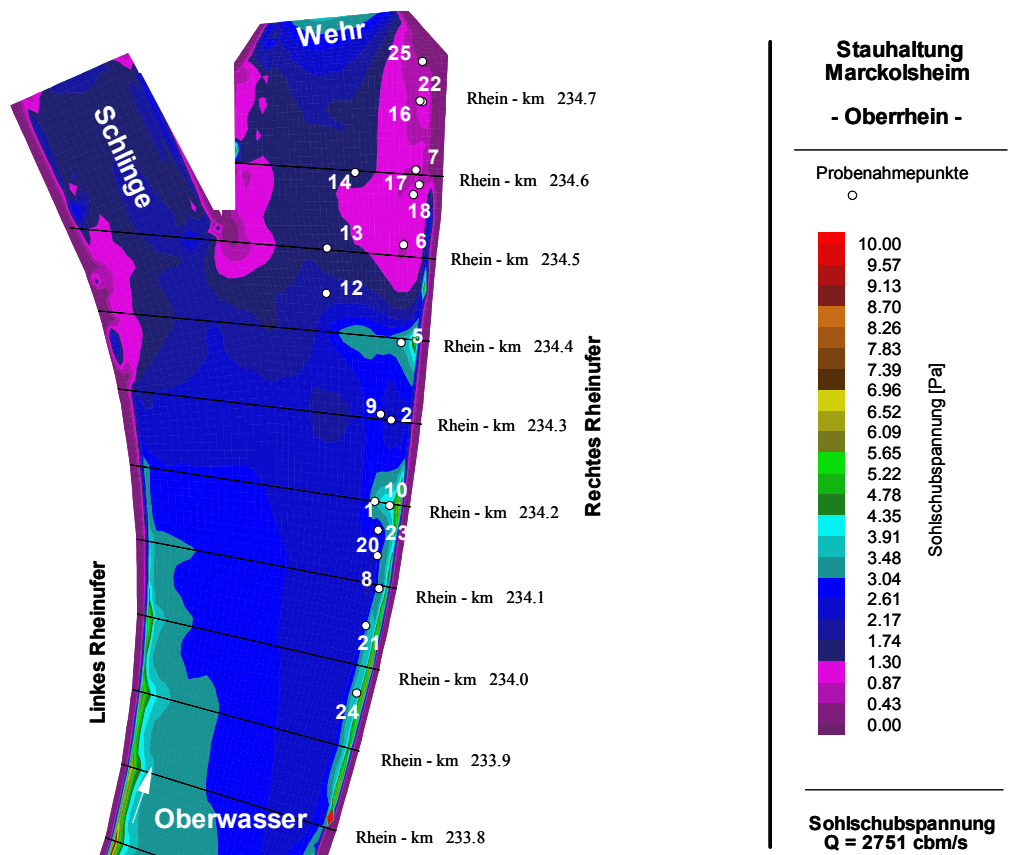 Wehr
Schlinge
25
22
16
7
14
17
18
13
6
12
5
9
2
10
1
23
20
8
21
24
Rhein - km 234.7
Rhein - km 234.6
Rhein - km 234.5
Rhein - km 234.4
Rhein - km 234.3
Rhein - km 234.2
Rhein - km 234.1
Rhein - km 234.0
Rhein - km 233.9
Rhein - km 233.8
Linkes Rheinufer
Rechtes Rheinufer
Oberwasser
Stauhaltung
Marckolsheim
- Oberrhein -
Probenahmepunkte
10.00
9.57
9.13
8.70
8.26
7.83
7.39
6.96
6.52
6.09
5.65
5.22
4.78
4.35
3.91
3.48
3.04
2.61
2.17
1.74
1.30
0.87
0.43
0.00
Sohlschubspannung [Pa]
Sohlschubspannung
Q = 2751 cbm/s